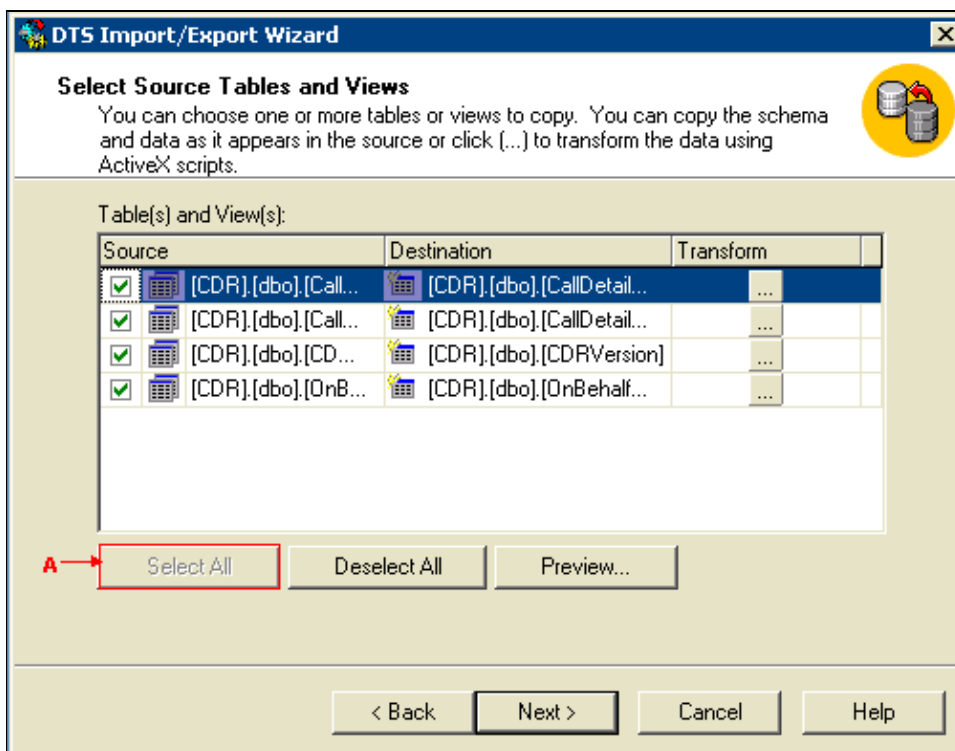 DTS Import/Export Wizard
Select Source Tables and Views
You can choose one or more tables or views to copy. You can copy the schema
and data as it appears in the source or click (...) to transform the data using
ActiveX scripts.
Table(s) and View(s):
Source Destination Transform
[CDR].[dbo].[Call... [CDR].[dbo].[CallDetail... ...
[CDR].[dbo].[Call... [CDR].[dbo].[CallDetail... ...
[CDR].[dbo].[CD... [CDR].[dbo].[CDRVersion] ...
[CDR].[dbo].[OnB... [CDR].[dbo].[OnBehalf... ...
A Select All Deselect All Preview...
< Back Next > Cancel Help